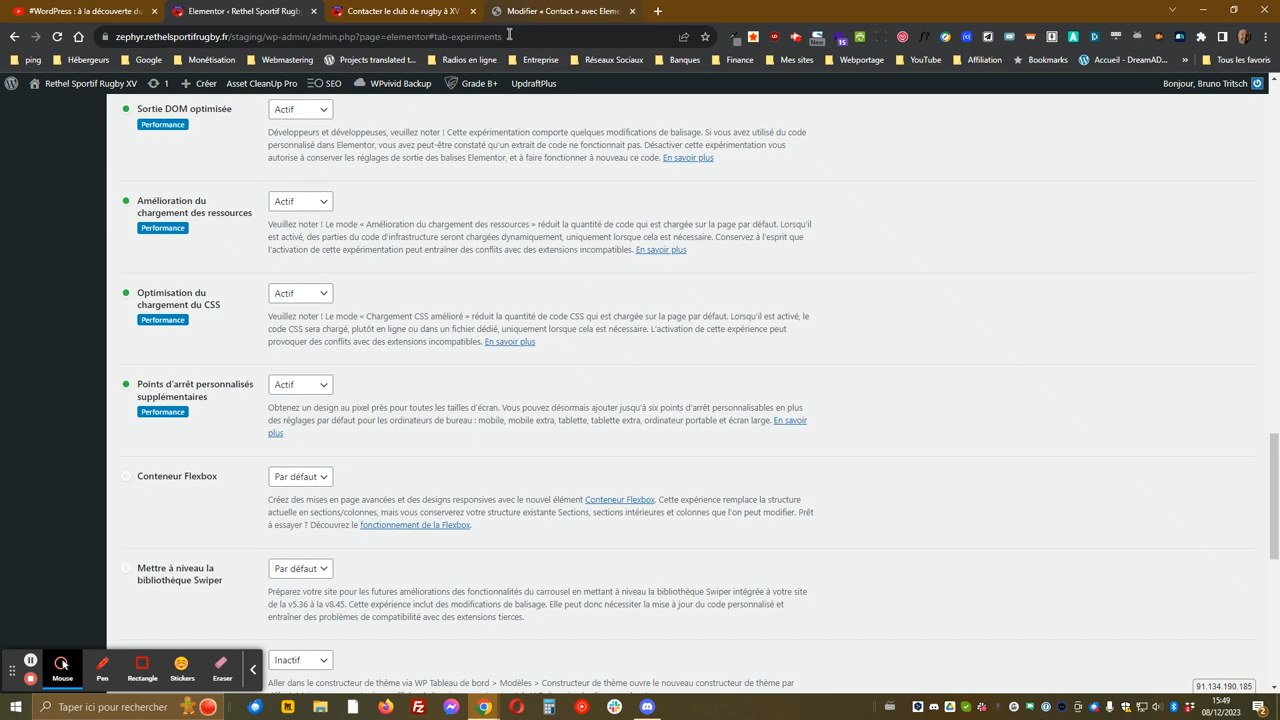 #WordPress : à la découverte du
Elementor ‹ Rethel Sportif Rugby
Contacter le club de rugby à XV
Modifier « Contact » avec Eleme
rww.rethelsportifrugby.fr/staging/wp-admin/admin.php?page=elementor#tab-experiments
New
15
ping
Hébergeurs
Google
Monétisation
Webmastering
Projects translat...
Radios en ligne
Entreprise
Réseaux Sociaux
Banques
Finance
Mes sites
Weboportage
YouTube
Affiliation
Bookmarks
Accueil – DreamAD...
Tous les favoris
Rethel Sportif Rugby XV
1
Créer
Asset CleanUp Pro
SEO
WPvivid Backup
Grade B+
UpdraftPlus
Bonjour, Bruno Tritsch
Sortie DOM optimisée
Performance
Actif
Développeurs et développeuses, veuillez noter ! Cette expérimentation comporte quelques modifications de balisage. Si vous avez utilisé du code
personnalisé dans Elementor, vous avez peut-être constaté qu'un extrait de code ne fonctionnait pas. Désactiver cette expérimentation vous
autorise à conserver les réglages de sortie des balises Elementor, et à faire fonctionner à nouveau ce code. En savoir plus
Amélioration du
chargement des ressources
Performance
Actif
Veuillez noter ! Le mode « Amélioration du chargement des ressources » réduit la quantité de code qui est chargée sur la page par défaut. Lorsqu'il
est activé, des parties du code d'infrastructure seront chargées dynamiquement, uniquement lorsque cela est nécessaire. Conservez à l'esprit que
l'activation de cette expérimentation peut entraîner des conflits avec des extensions incompatibles. En savoir plus
Optimisation du
chargement du CSS
Performance
Actif
Veuillez noter ! Le mode « Chargement CSS amélioré » réduit la quantité de code CSS qui est chargée sur la page par défaut. Lorsqu'il est activé, le
code CSS sera chargé, plutôt en ligne ou dans un fichier dédié, uniquement lorsque cela est nécessaire. L'activation de cette expérience peut
provoquer des conflits avec des extensions incompatibles. En savoir plus
Points d'arrêt personnalisés
supplémentaires
Performance
Actif
Obtenez un design au pixel près pour toutes les tailles d'écran. Vous pouvez désormais ajouter jusqu'à six points d'arrêt personnalisables en plus
des réglages par défaut pour les ordinateurs de bureau : mobile, mobile extra, tablette, tablette extra, ordinateur portable et écran large. En savoir
plus
Conteneur Flexbox
Par défaut
Créez des mises en page avancées et des designs responsives avec le nouvel élément Conteneur Flexbox. Cette expérience remplace la structure
actuelle en sections/colonnes, mais vous conserverez votre structure existante Sections, sections intérieures et colonnes que l'on peut modifier. Prêt
à essayer ? Découvrez le fonctionnement de la Flexbox.
Mettre à niveau la
bibliothèque Swiper
Par défaut
Préparez votre site pour les futures améliorations des fonctionnalités du carrousel en mettant à niveau la bibliothèque Swiper intégrée à votre site
de la v5.36 à la v8.45. Cette expérience inclut des modifications de balisage. Elle peut donc nécessiter la mise à jour du code personnalisé et
entraîner des problèmes de compatibilité avec des extensions tierces.
Inactif
Aller dans le constructeur de thème via WP Tableau de bord > Modèles > Constructeur de thème ouvre le nouveau constructeur de thème par
Mouse
Pen
Rectangle
Stickers
Eraser
91.134.190.185
Taper ici pour rechercher
15:49
08/12/2023